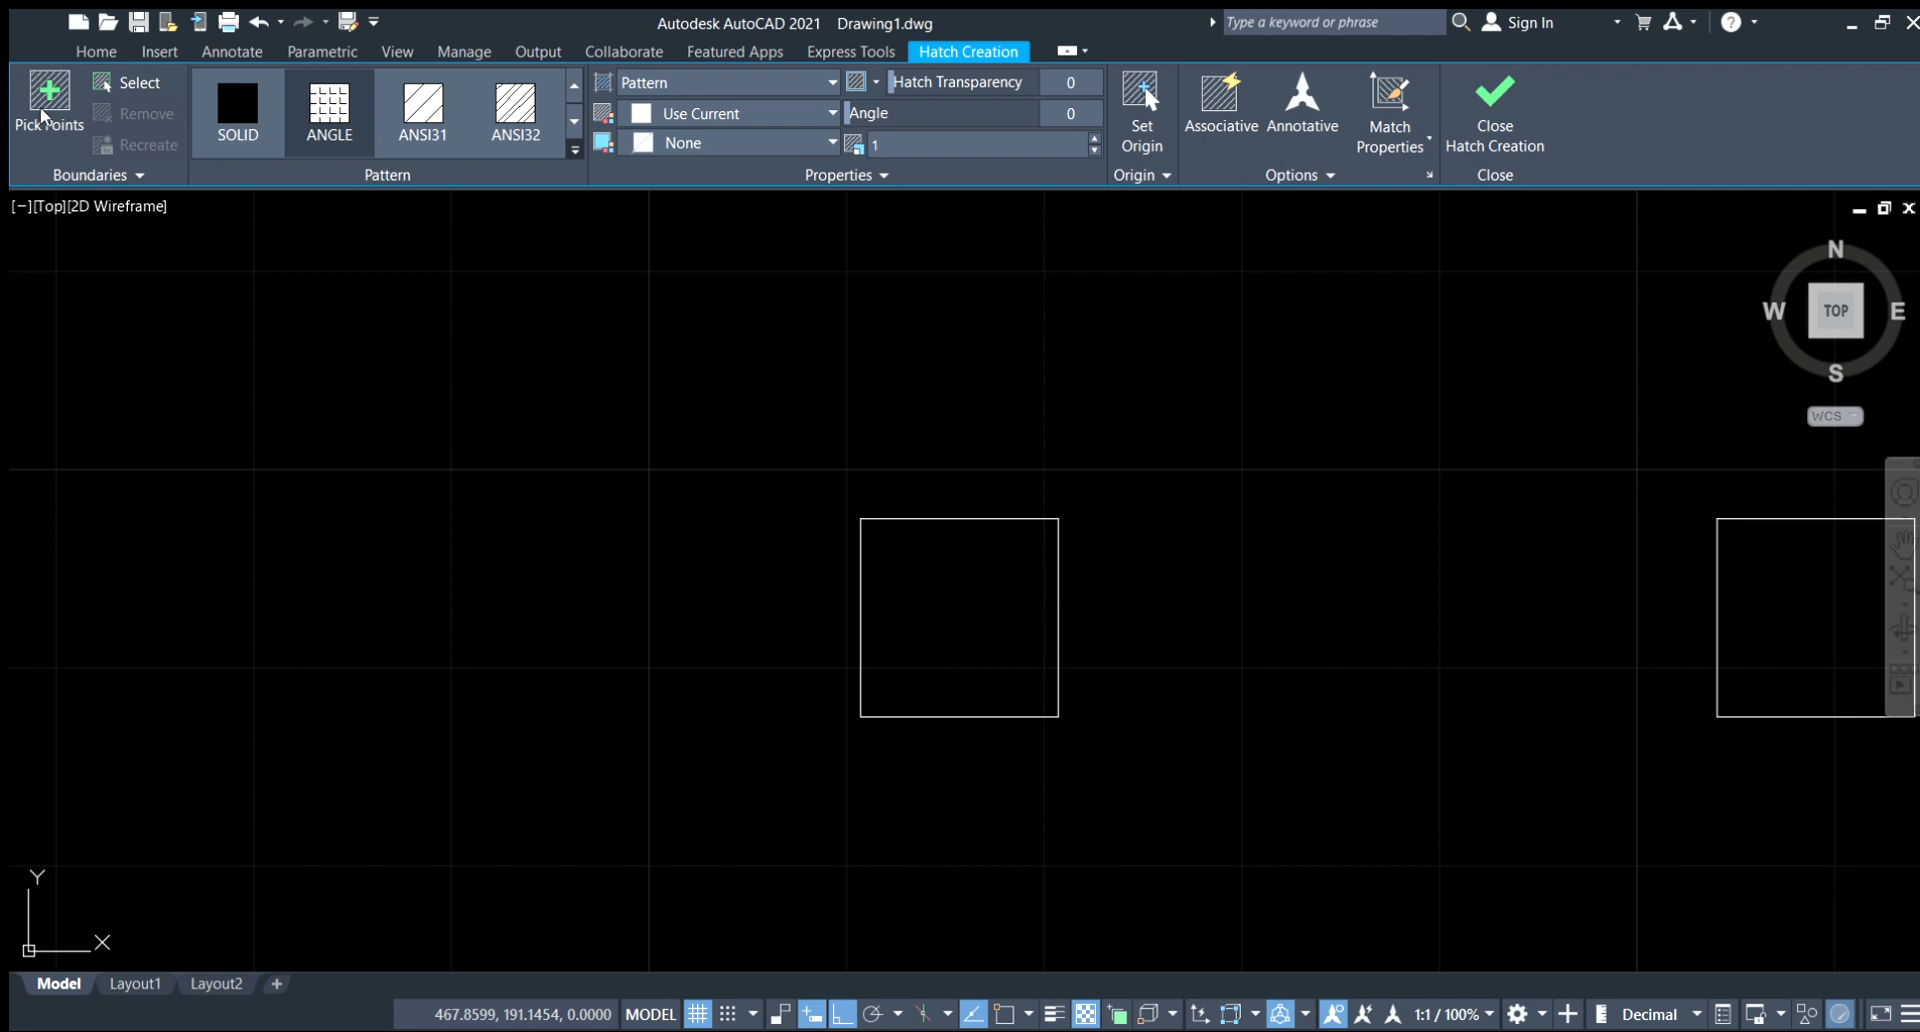 Autodesk AutoCAD 2021 Drawing1.dwg
Type a keyword or phrase
Sign In
Home Insert Annotate Parametric View Manage Output Collaborate Featured Apps Express Tools Hatch Creation
Pick Points
Select
Remove
Recreate
Boundaries
SOLID
ANGLE
ANSI31
ANSI32
Pattern
Pattern
Use Current
None
Hatch Transparency 0
Angle 0
1
Properties
Set
Origin
Origin
Associative
Annotative
Match
Properties
Options
Close
Hatch Creation
Close
[−][Top][2D Wireframe]
N
W TOP E
S
WCS
Y
X
Model Layout1 Layout2 +
467.8599, 191.1454, 0.0000 MODEL 1:1 / 100% Decimal